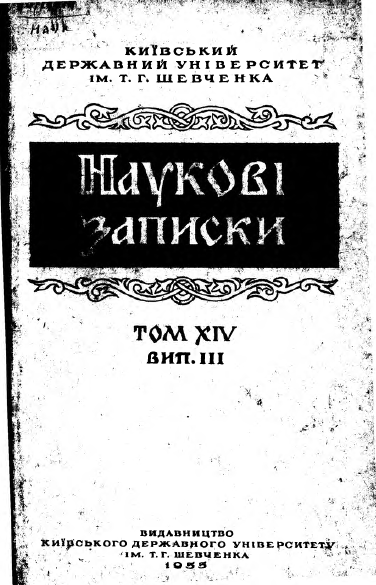 КИЇВСЬКИЙ
ДЕРЖАВНИЙ УНІВЕРСИТЕТ
ІМ. Т. Г. ШЕВЧЕНКА
НАУКОВІ
ЗАПИСКИ
ТОМ XIV
ВИП. III
ВИДАВНИЦТВО
КИЇВСЬКОГО ДЕРЖАВНОГО УНІВЕРСИТЕТУ
ІМ. Т. Г. ШЕВЧЕНКА
1955